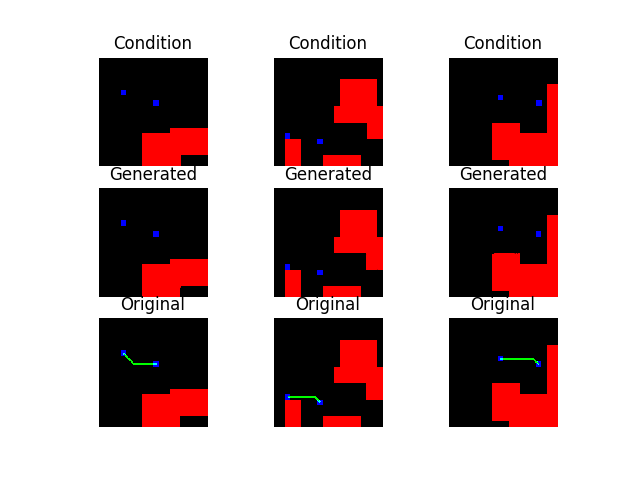 Condition Condition Condition
Generated Generated Generated
Original Original Original